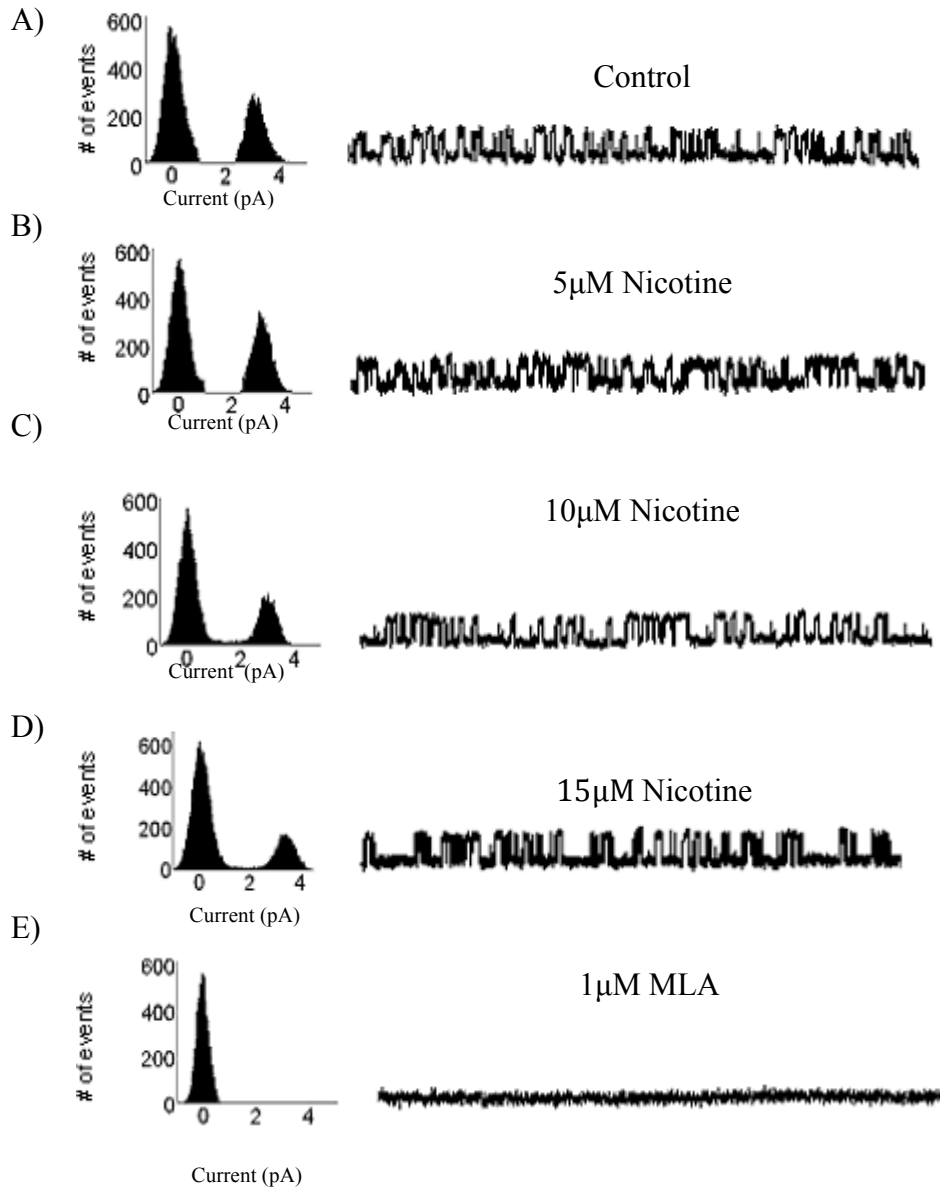 A)
# of events
600
400
200
0
0 2 4
Current (pA)
Control
B)
# of events
600
400
200
0
0 2 4
Current (pA)
5μM Nicotine
C)
# of events
600
400
200
0
0 2 4
Current (pA)
10μM Nicotine
D)
# of events
600
400
200
0
0 2 4
Current (pA)
15μM Nicotine
E)
# of events
600
400
200
0
0 2 4
Current (pA)
1μM MLA